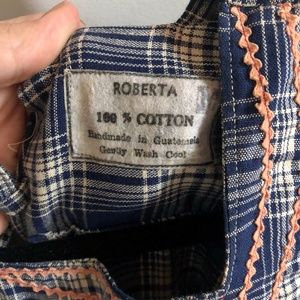 ROBERTA
100 % COTTON
Handmade in Guatemala
Gently Wash Cool